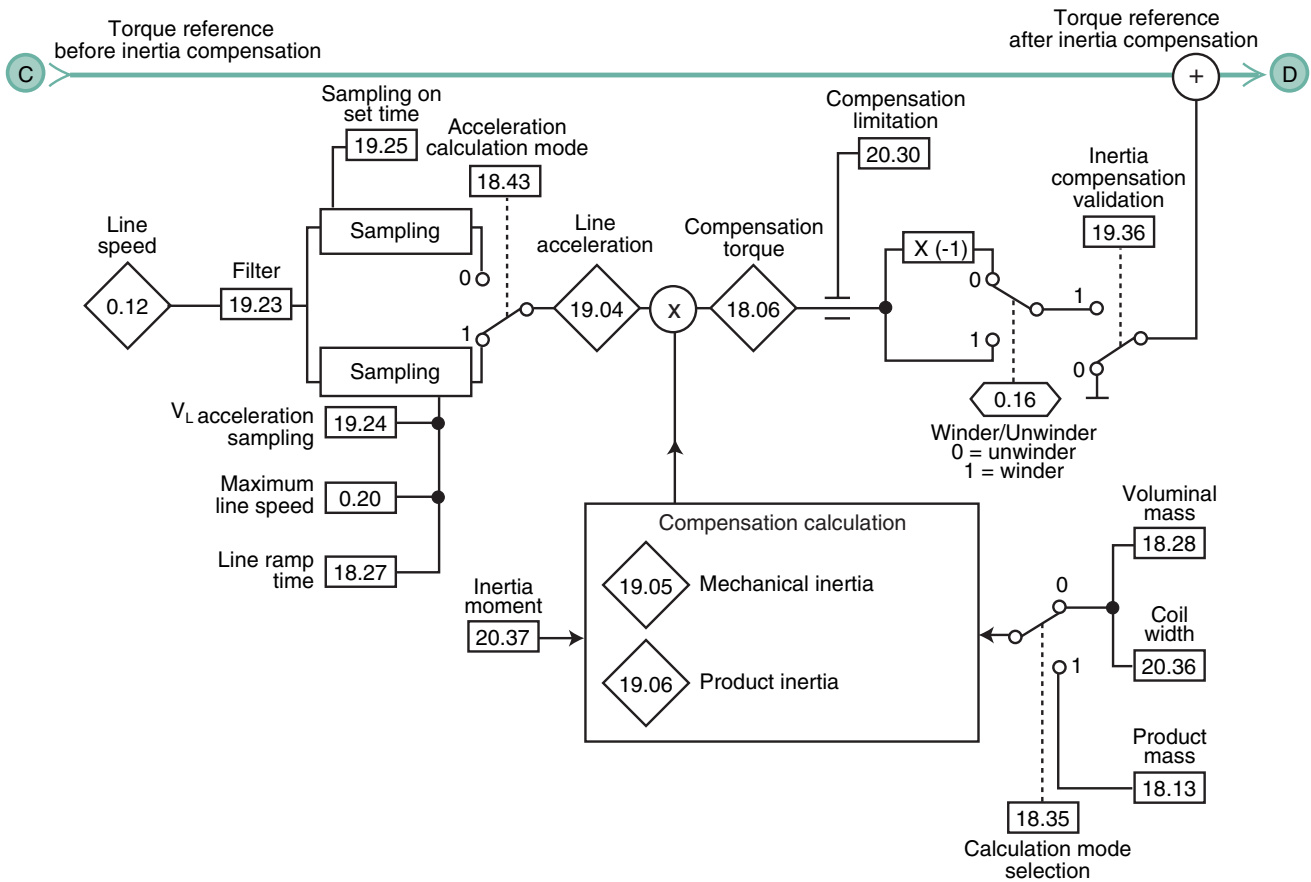 Torque reference
before inertia compensation
Torque reference
after inertia compensation
C
+
D
Sampling on
set time
19.25
Acceleration
calculation mode
18.43
Compensation
limitation
20.30
Inertia
compensation
validation
19.36
Line
speed
0.12
Filter
19.23
Sampling
0
1
Sampling
Line
acceleration
19.04
X
Compensation
torque
18.06
X (-1)
0
1
1
0
0.16
Winder/Unwinder
0 = unwinder
1 = winder
VL acceleration
sampling
19.24
Maximum
line speed
0.20
Line ramp
time
18.27
Compensation calculation
19.05
Mechanical inertia
19.06
Product inertia
Inertia
moment
20.37
0
1
Voluminal
mass
18.28
Coil
width
20.36
Product
mass
18.13
18.35
Calculation mode
selection